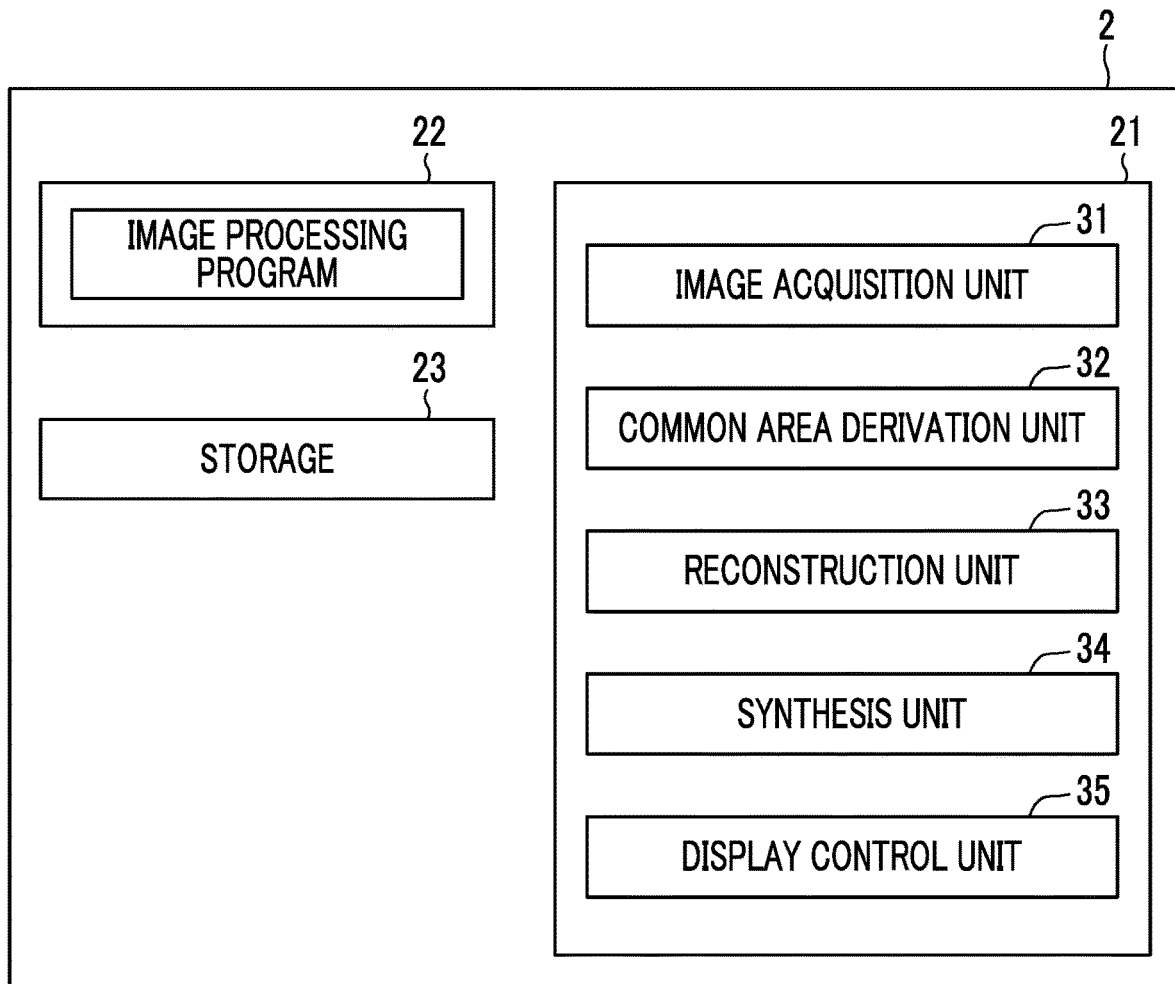 2
22
21
IMAGE PROCESSING
PROGRAM
31
IMAGE ACQUISITION UNIT
23
STORAGE
32
COMMON AREA DERIVATION UNIT
33
RECONSTRUCTION UNIT
34
SYNTHESIS UNIT
35
DISPLAY CONTROL UNIT